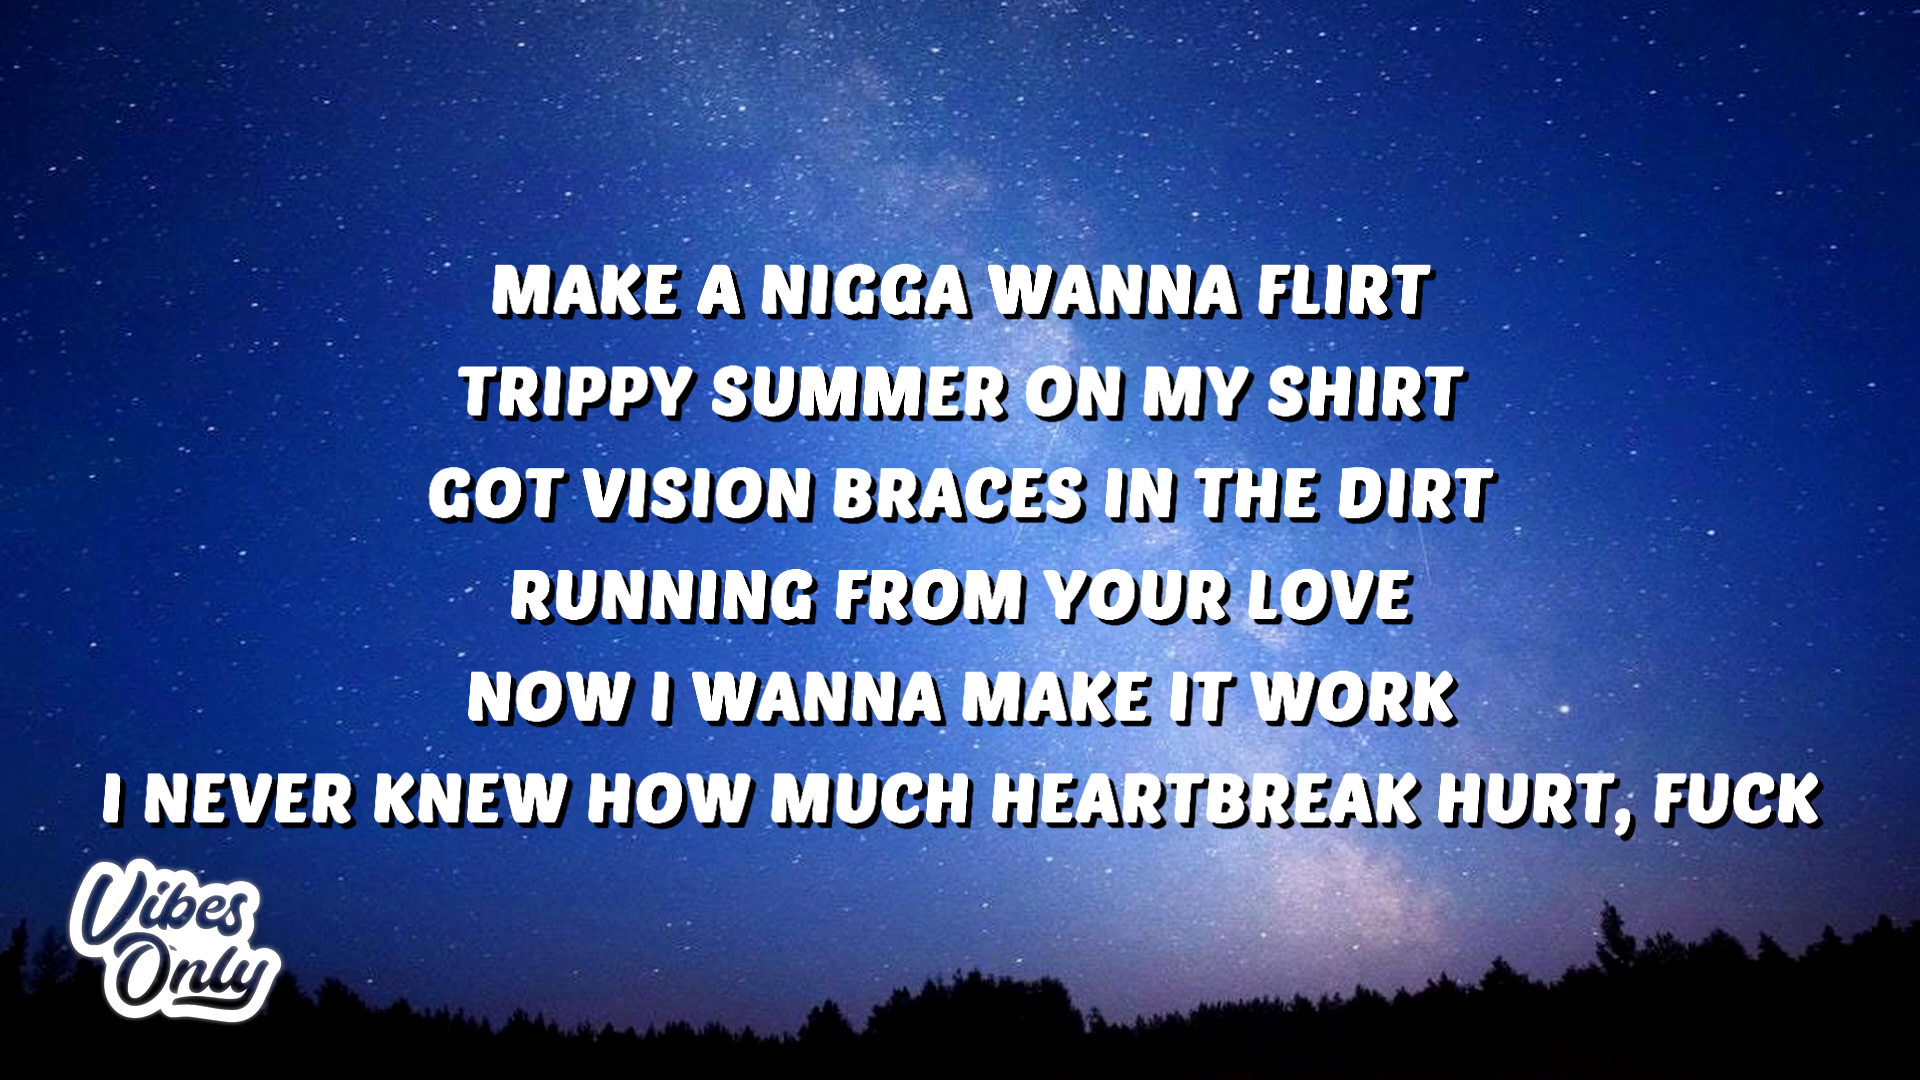 MAKE A NIGGA WANNA FLIRT
TRIPPY SUMMER ON MY SHIRT
GOT VISION BRACES IN THE DIRT
RUNNING FROM YOUR LOVE
NOW I WANNA MAKE IT WORK
I NEVER KNEW HOW MUCH HEARTBREAK HURT, FUCK
Vibes
Only